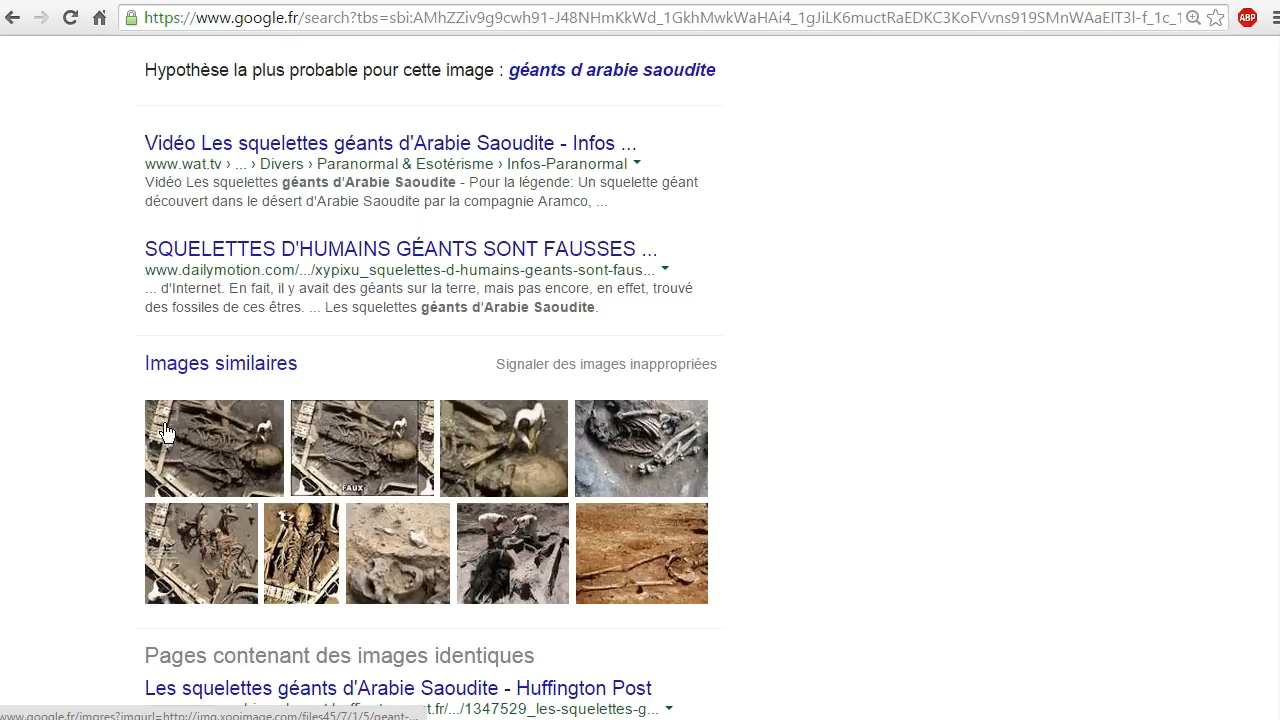 https://www.google.fr/search?tbs=sbi:AMhZZiv9g9cwh91-J48NHmKkWd_1GkhMwkWaHAi4_1gJiLK6muctRaEDKC3KoFVvns919SMnWAaEIT3l-f_1c_1
ABP
Hypothèse la plus probable pour cette image : géants d arabie saoudite
Vidéo Les squelettes géants d'Arabie Saoudite - Infos ...
www.wat.tv › ... › Divers › Paranormal & Esotérisme › Infos-Paranormal
Vidéo Les squelettes géants d'Arabie Saoudite - Pour la légende: Un squelette géant
découvert dans le désert d'Arabie Saoudite par la compagnie Aramco, ...
SQUELETTES D'HUMAINS GÉANTS SONT FAUSSES ...
www.dailymotion.com/.../xypixu_squelettes-d-humains-geants-sont-faus...
... d'Internet. En fait, il y avait des géants sur la terre, mais pas encore, en effet, trouvé
des fossiles de ces êtres. ... Les squelettes géants d'Arabie Saoudite.
Images similaires
Signaler des images inappropriées
FAUX
Pages contenant des images identiques
Les squelettes géants d'Arabie Saoudite - Huffington Post
t.fr/.../1347529_les-squelettes-g...
www.google.fr/imgres?imgurl=http://img.xooimage.com/files45/7/1/5/geant-...